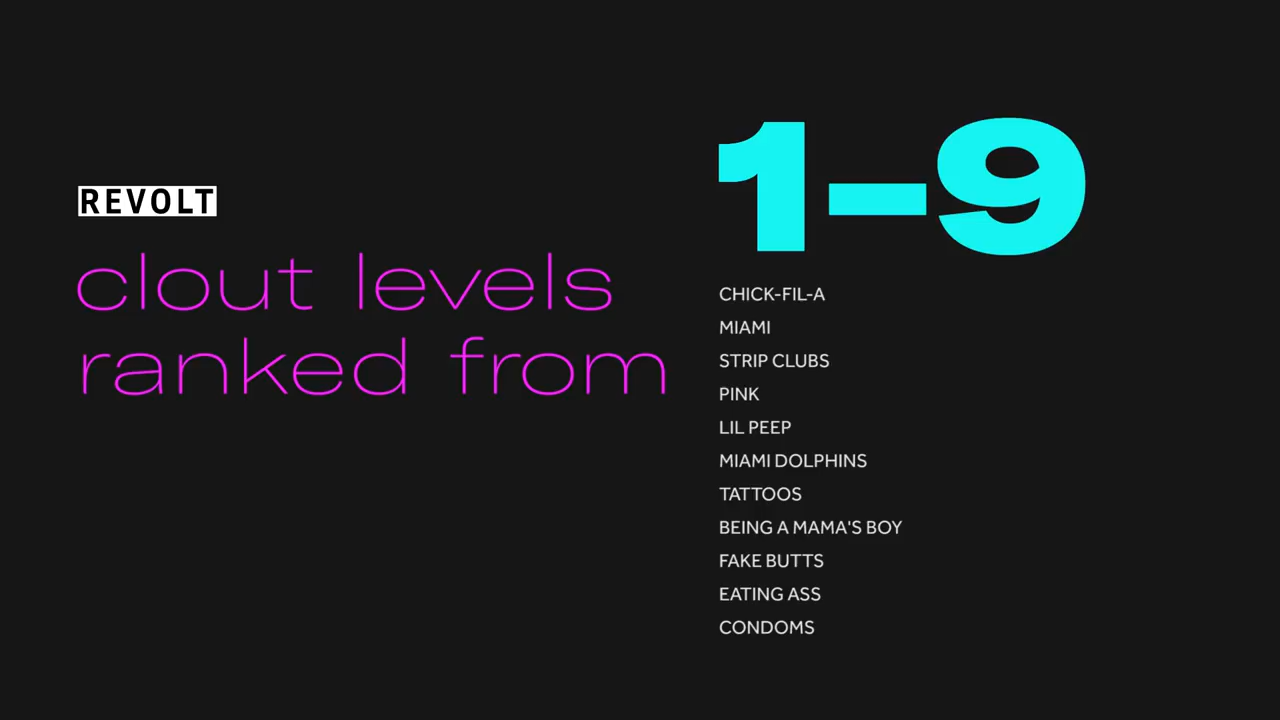 REVOLT
clout levels
ranked from
1–9
CHICK-FIL-A
MIAMI
STRIP CLUBS
PINK
LIL PEEP
MIAMI DOLPHINS
TATTOOS
BEING A MAMA'S BOY
FAKE BUTTS
EATING ASS
CONDOMS